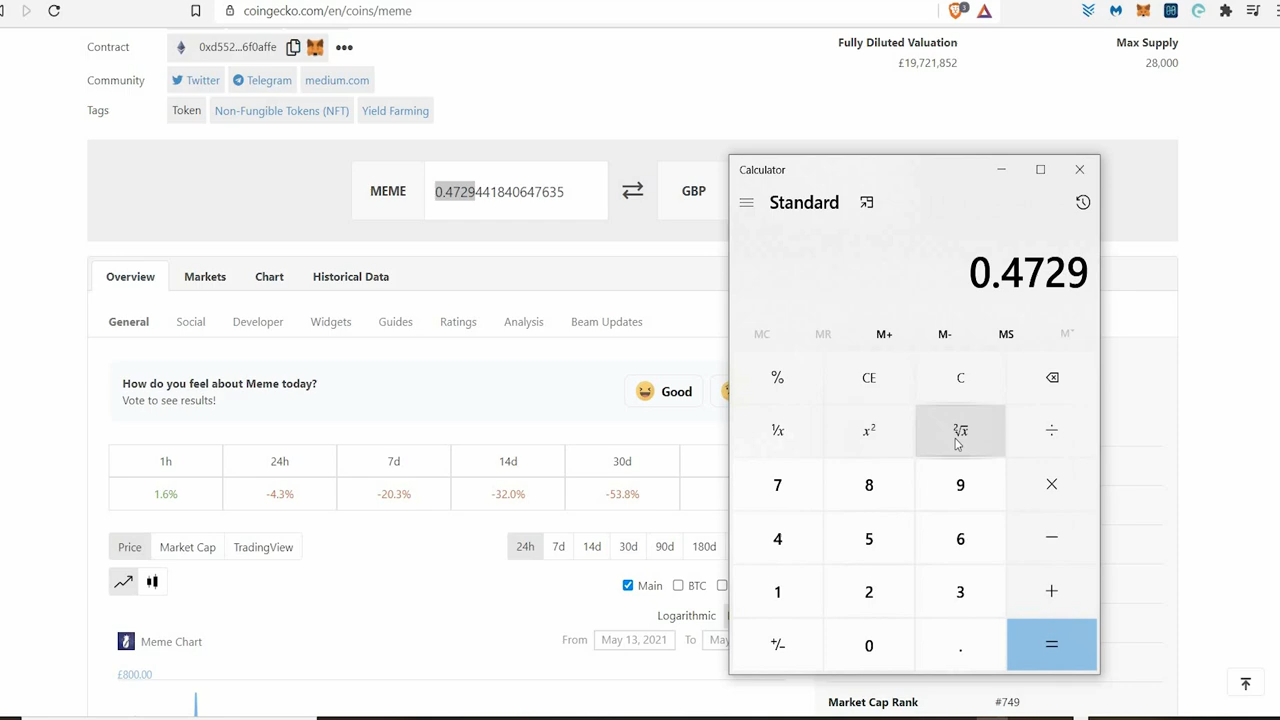 coingecko.com/en/coins/meme
3
Contract 0xd552...6f0affe
Fully Diluted Valuation Max Supply
£19,721,852 28,000
Community Twitter Telegram medium.com
Tags Token Non-Fungible Tokens (NFT) Yield Farming
MEME 0.4729441840647635 GBP
Overview Markets Chart Historical Data
General Social Developer Widgets Guides Ratings Analysis Beam Updates
How do you feel about Meme today?
Vote to see results!
Good
1h 24h 7d 14d 30d
1.6% -4.3% -20.3% -32.0% -53.8%
Price Market Cap TradingView
24h 7d 14d 30d 90d 180d
Main BTC
Logarithmic
From May 13, 2021 To May
Meme Chart
£800.00
Market Cap Rank #749
Calculator
Standard
0.4729
MC MR M+ M- MS M˅
% CE C
¹/x x² ²√x ÷
7 8 9 ×
4 5 6 −
1 2 3 +
+/− 0 . =